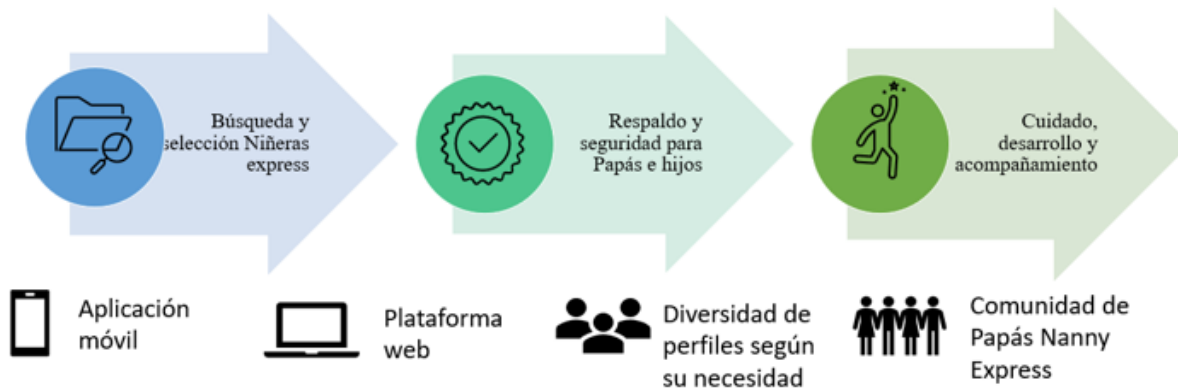 Búsqueda y
selección Niñeras
express
Respaldo y
seguridad para
Papás e hijos
Cuidado,
desarrollo y
acompañamiento
Aplicación
móvil
Plataforma
web
Diversidad de
perfiles según
su necesidad
Comunidad de
Papás Nanny
Express